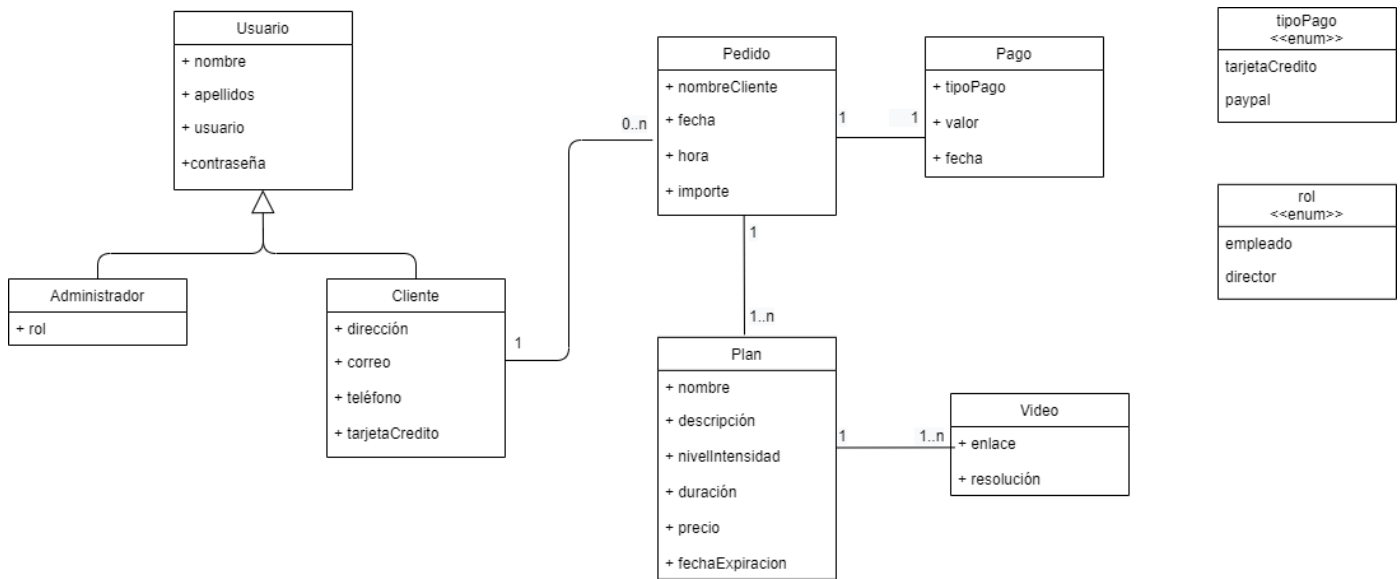 Usuario
+ nombre
+ apellidos
+ usuario
+contraseña
Administrador
+ rol
Cliente
+ dirección
+ correo
+ teléfono
+ tarjetaCredito
1
0..n
Pedido
+ nombreCliente
+ fecha
+ hora
+ importe
1
1
Pago
+ tipoPago
+ valor
+ fecha
1
1..n
Plan
+ nombre
+ descripción
+ nivelIntensidad
+ duración
+ precio
+ fechaExpiracion
1
1..n
Video
+ enlace
+ resolución
tipoPago
<<enum>>
tarjetaCredito
paypal
rol
<<enum>>
empleado
director